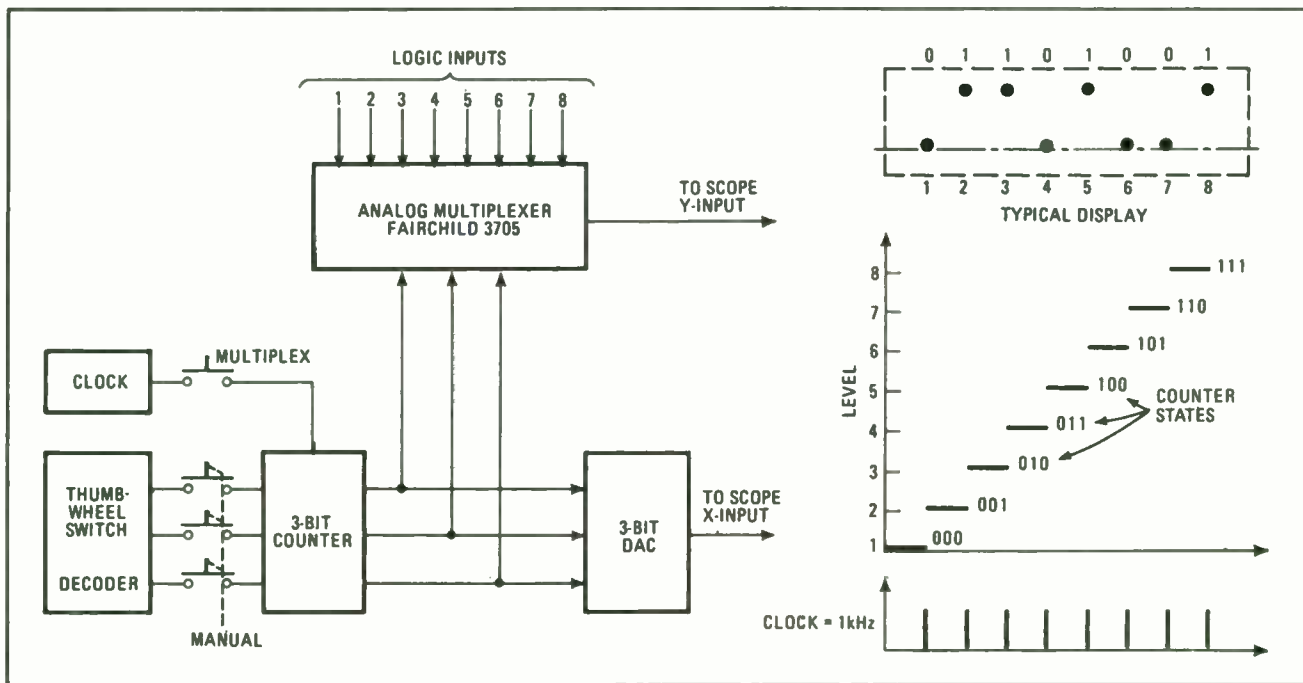 LOGIC INPUTS
1 2 3 4 5 6 7 8
ANALOG MULTIPLEXER
FAIRCHILD 3705
TO SCOPE
Y-INPUT
CLOCK
MULTIPLEX
THUMB-
WHEEL
SWITCH
DECODER
MANUAL
3-BIT
COUNTER
3-BIT
DAC
TO SCOPE
X-INPUT
0 1 1 0 1 0 0 1
1 2 3 4 5 6 7 8
TYPICAL DISPLAY
LEVEL
8
7
6
5
4
3
2
1
111
110
101
100
011
010
001
000
COUNTER
STATES
CLOCK = 1kHz